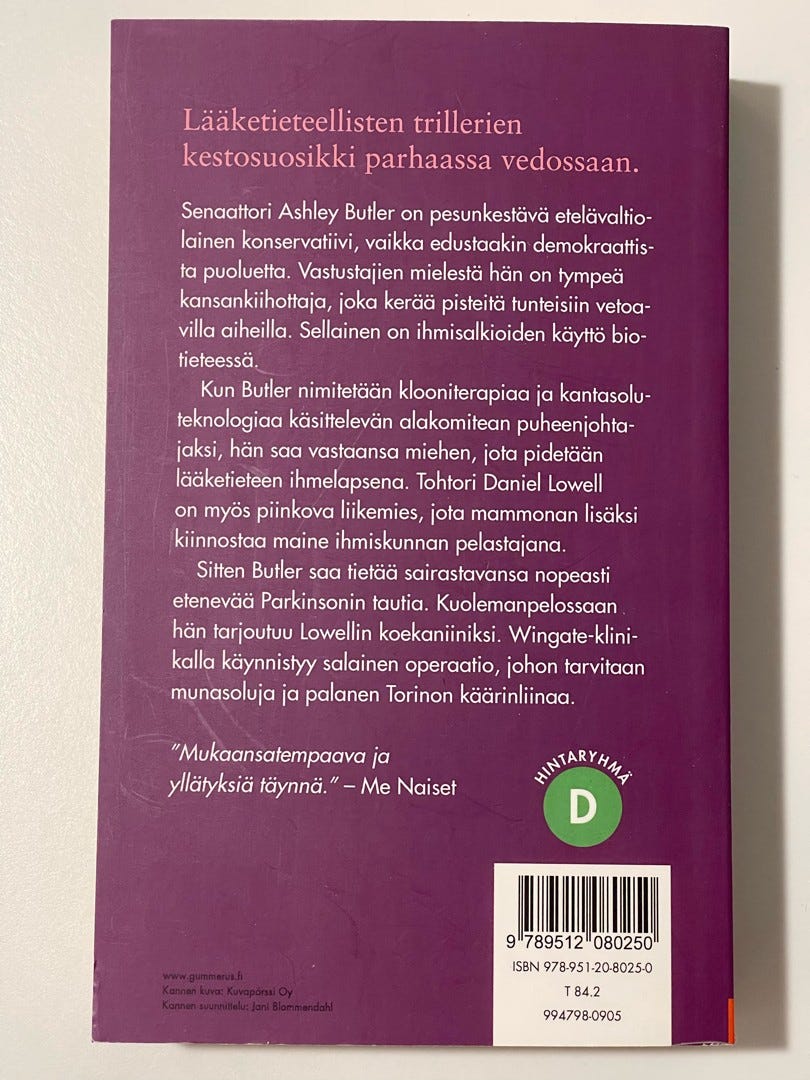 Lääketieteellisten trillerien
kestosuosikki parhaassa vedossaan.
Senaattori Ashley Butler on pesunkestävä etelävaltio-
lainen konservatiivi, vaikka edustaakin demokraattis-
ta puoluetta. Vastustajien mielestä hän on tympeä
kansankiihottaja, joka kerää pisteitä tunteisiin vetoa-
villa aiheilla. Sellainen on ihmisalkioiden käyttö bio-
tieteessä.
Kun Butler nimitetään klooniterapiaa ja kantasolu-
teknologiaa käsittelevän alakomitean puheenjohta-
jaksi, hän saa vastaansa miehen, jota pidetään
lääketieteen ihmelapsena. Tohtori Daniel Lowell
on myös piinkova liikemies, jota mammonan lisäksi
kiinnostaa maine ihmiskunnan pelastajana.
Sitten Butler saa tietää sairastavansa nopeasti
etenevää Parkinsonin tautia. Kuolemanpelossaan
hän tarjoutuu Lowellin koekaniiniksi. Wingate-klini-
kalla käynnistyy salainen operaatio, johon tarvitaan
munasoluja ja palanen Torinon käärinliinaa.
”Mukaansatempaava ja
yllätyksiä täynnä.” – Me Naiset
HINTARYHMÄ
D
9 789512 080250
ISBN 978-951-20-8025-0
T 84.2
994798-0905
www.gummerus.fi
Kannen kuva: Kuvapörssi Oy
Kannen suunnittelu: Jani Blommendahl